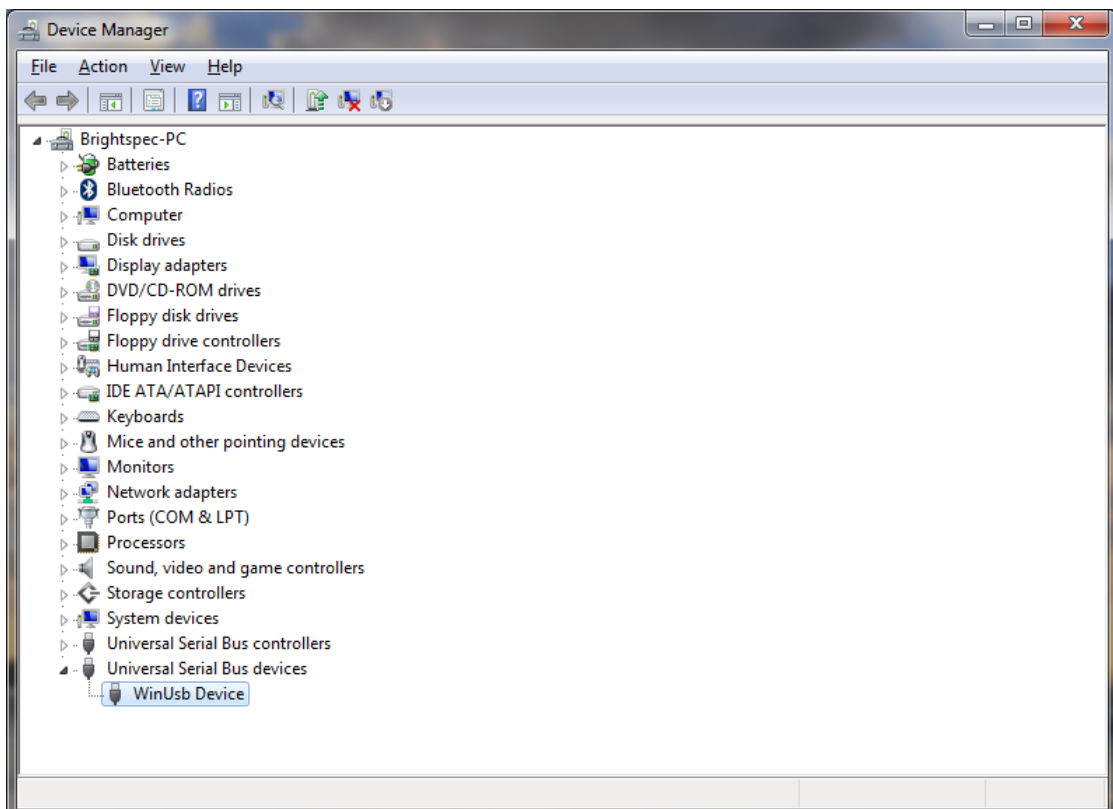 Device Manager
File Action View Help
Brightspec-PC
Batteries
Bluetooth Radios
Computer
Disk drives
Display adapters
DVD/CD-ROM drives
Floppy disk drives
Floppy drive controllers
Human Interface Devices
IDE ATA/ATAPI controllers
Keyboards
Mice and other pointing devices
Monitors
Network adapters
Ports (COM & LPT)
Processors
Sound, video and game controllers
Storage controllers
System devices
Universal Serial Bus controllers
Universal Serial Bus devices
WinUsb Device